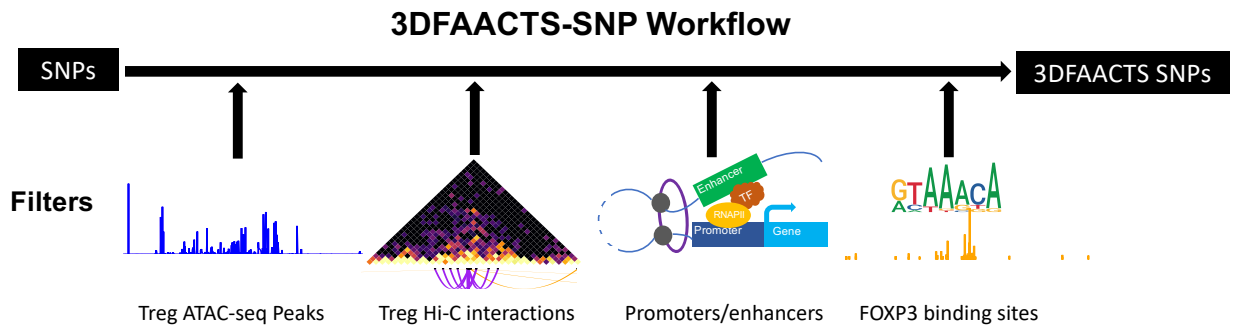 3DFAACTS-SNP Workflow
SNPs
3DFAACTS SNPs
Filters
Enhancer
TF
RNAPII
Promoter
Gene
GTAAACA
Treg ATAC-seq Peaks
Treg Hi-C interactions
Promoters/enhancers
FOXP3 binding sites